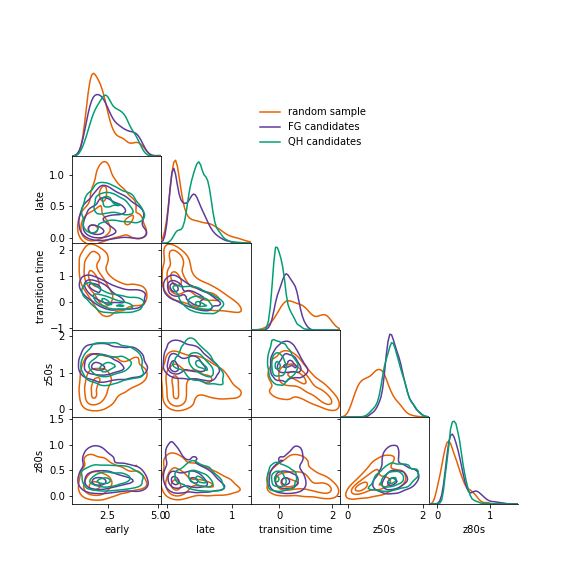 random sample
FG candidates
QH candidates
1.0
0.5
0.0
late
2
1
0
−1
transition time
2
1
0
z50s
1.5
1.0
0.5
0.0
z80s
2.5 5.0 0 1 0 2 0 2 0 1
early late transition time z50s z80s